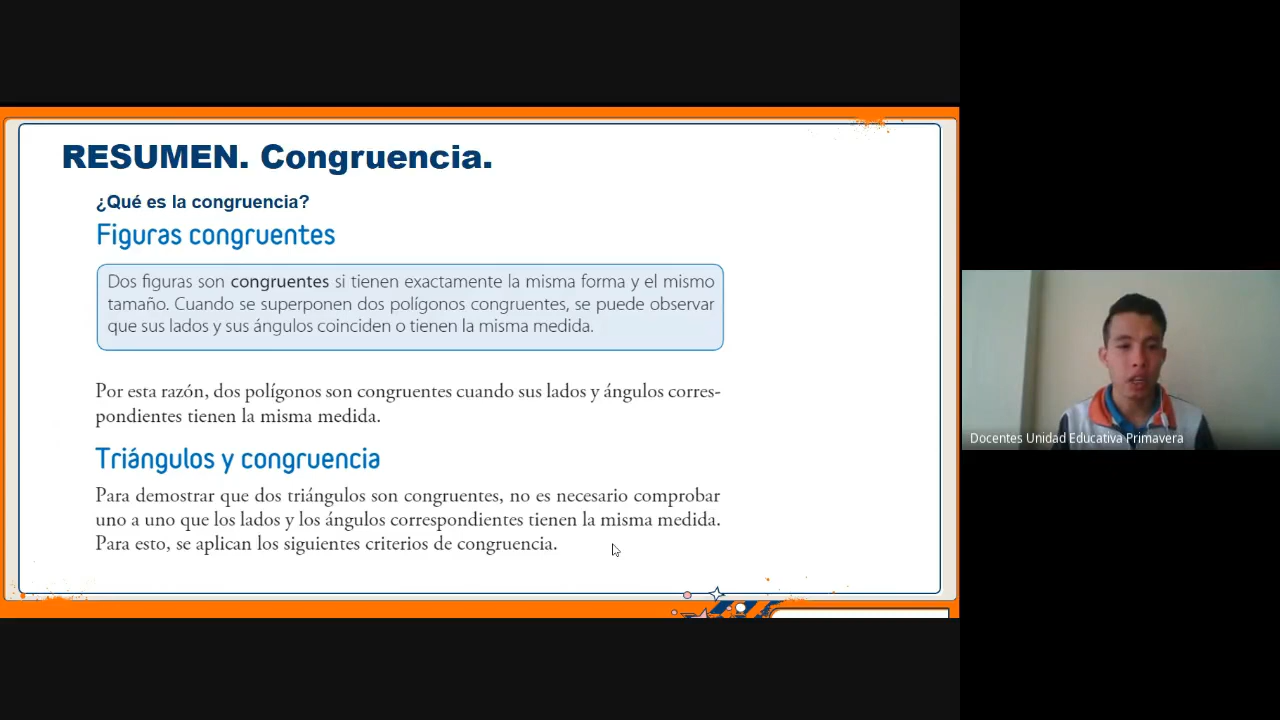 RESUMEN. Congruencia.
¿Qué es la congruencia?
Figuras congruentes
Dos figuras son congruentes si tienen exactamente la misma forma y el mismo
tamaño. Cuando se superponen dos polígonos congruentes, se puede observar
que sus lados y sus ángulos coinciden o tienen la misma medida.
Por esta razón, dos polígonos son congruentes cuando sus lados y ángulos corres-
pondientes tienen la misma medida.
Triángulos y congruencia
Para demostrar que dos triángulos son congruentes, no es necesario comprobar
uno a uno que los lados y los ángulos correspondientes tienen la misma medida.
Para esto, se aplican los siguientes criterios de congruencia.
Docentes Unidad Educativa Primavera